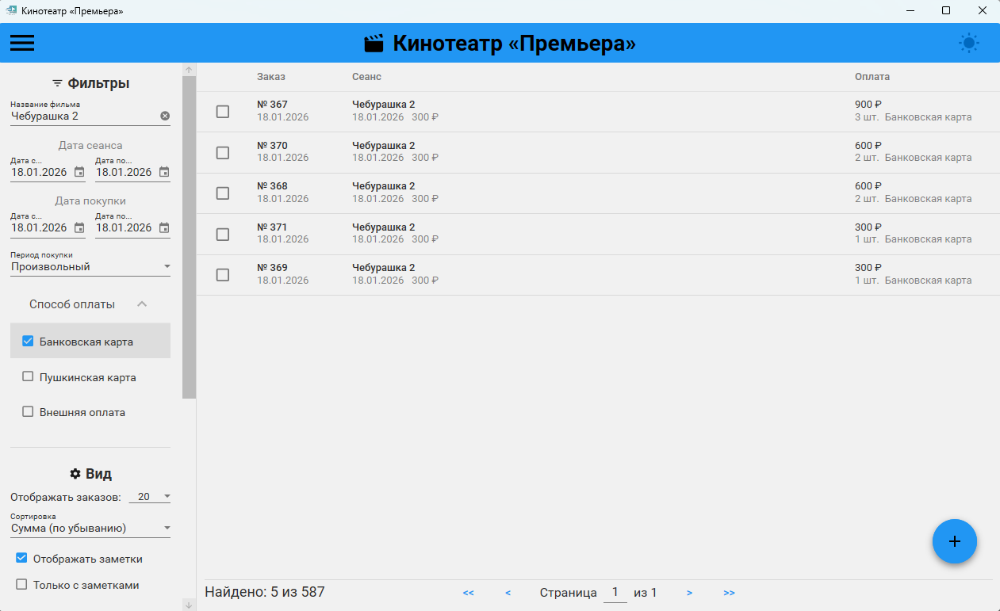 Кинотеатр «Премьера»
Кинотеатр «Премьера»
Фильтры
Название фильма
Чебурашка 2
Дата сеанса
Дата с... Дата по...
18.01.2026 18.01.2026
Дата покупки
Дата с... Дата по...
18.01.2026 18.01.2026
Период покупки
Произвольный
Способ оплаты
Банковская карта
Пушкинская карта
Внешняя оплата
Вид
Отображать заказов: 20
Сортировка
Сумма (по убыванию)
Отображать заметки
Только с заметками
Заказ Сеанс Оплата
№ 367 Чебурашка 2 900 ₽
18.01.2026 18.01.2026 300 ₽ 3 шт. Банковская карта
№ 370 Чебурашка 2 600 ₽
18.01.2026 18.01.2026 300 ₽ 2 шт. Банковская карта
№ 368 Чебурашка 2 600 ₽
18.01.2026 18.01.2026 300 ₽ 2 шт. Банковская карта
№ 371 Чебурашка 2 300 ₽
18.01.2026 18.01.2026 300 ₽ 1 шт. Банковская карта
№ 369 Чебурашка 2 300 ₽
18.01.2026 18.01.2026 300 ₽ 1 шт. Банковская карта
Найдено: 5 из 587 << < Страница 1 из 1 > >>